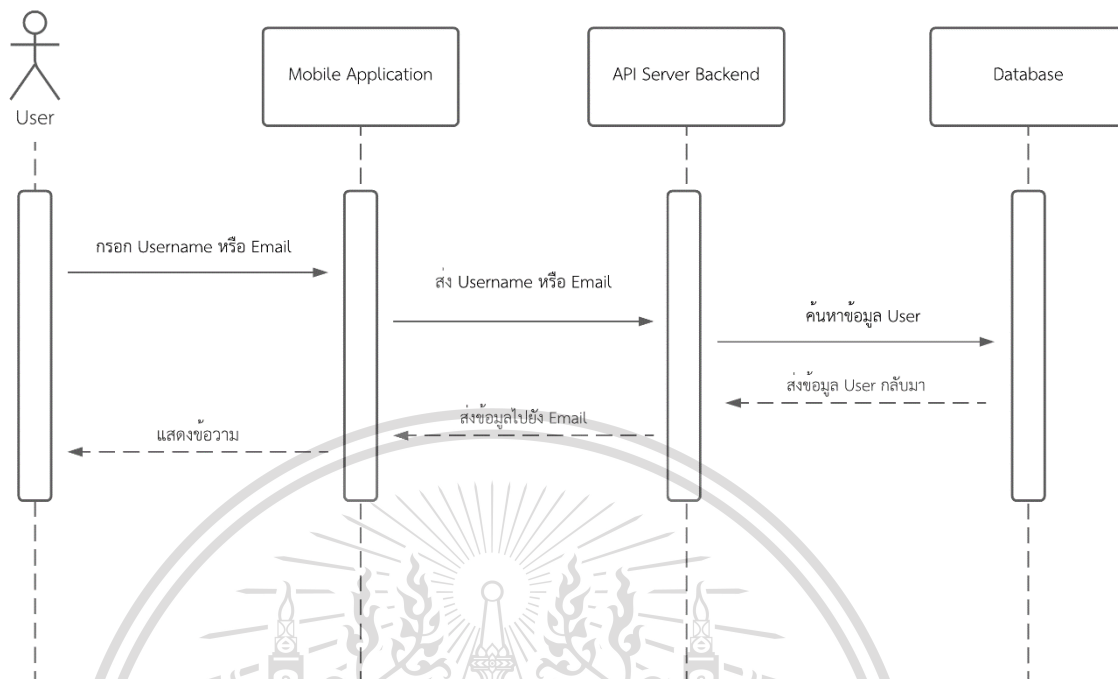 User
Mobile Application
API Server Backend
Database
กรอก Username หรือ Email
ส่ง Username หรือ Email
ค้นหาข้อมูล User
ส่งข้อมูล User กลับมา
ส่งข้อมูลไปยัง Email
แสดงข้อวาม